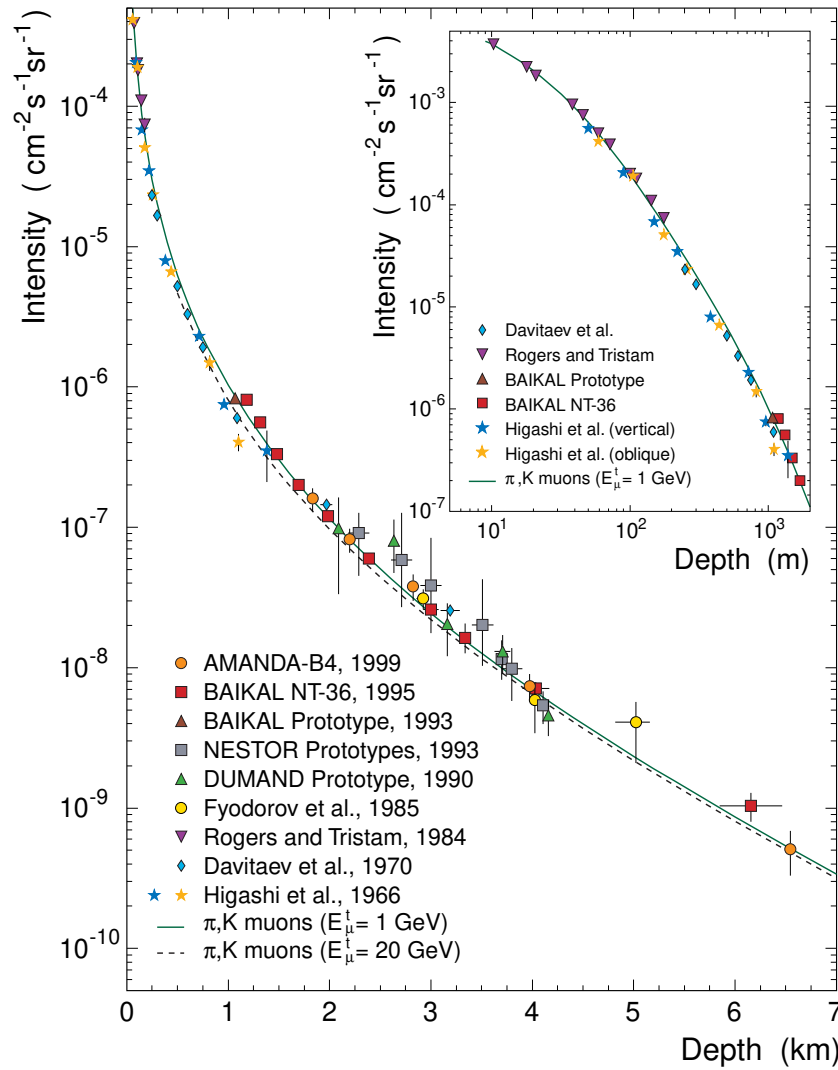 Intensity ( cm⁻²s⁻¹sr⁻¹)
10⁻⁴
10⁻⁵
10⁻⁶
10⁻⁷
10⁻⁸
10⁻⁹
10⁻¹⁰
0 1 2 3 4 5 6 7
Depth (km)
AMANDA-B4, 1999
BAIKAL NT-36, 1995
BAIKAL Prototype, 1993
NESTOR Prototypes, 1993
DUMAND Prototype, 1990
Fyodorov et al., 1985
Rogers and Tristam, 1984
Davitaev et al., 1970
Higashi et al., 1966
π,K muons (Eᵗμ= 1 GeV)
π,K muons (Eᵗμ= 20 GeV)
Intensity ( cm⁻²s⁻¹sr⁻¹)
10⁻³
10⁻⁴
10⁻⁵
10⁻⁶
10⁻⁷
Davitaev et al.
Rogers and Tristam
BAIKAL Prototype
BAIKAL NT-36
Higashi et al. (vertical)
Higashi et al. (oblique)
π,K muons (Eᵗμ= 1 GeV)
10¹ 10² 10³
Depth (m)